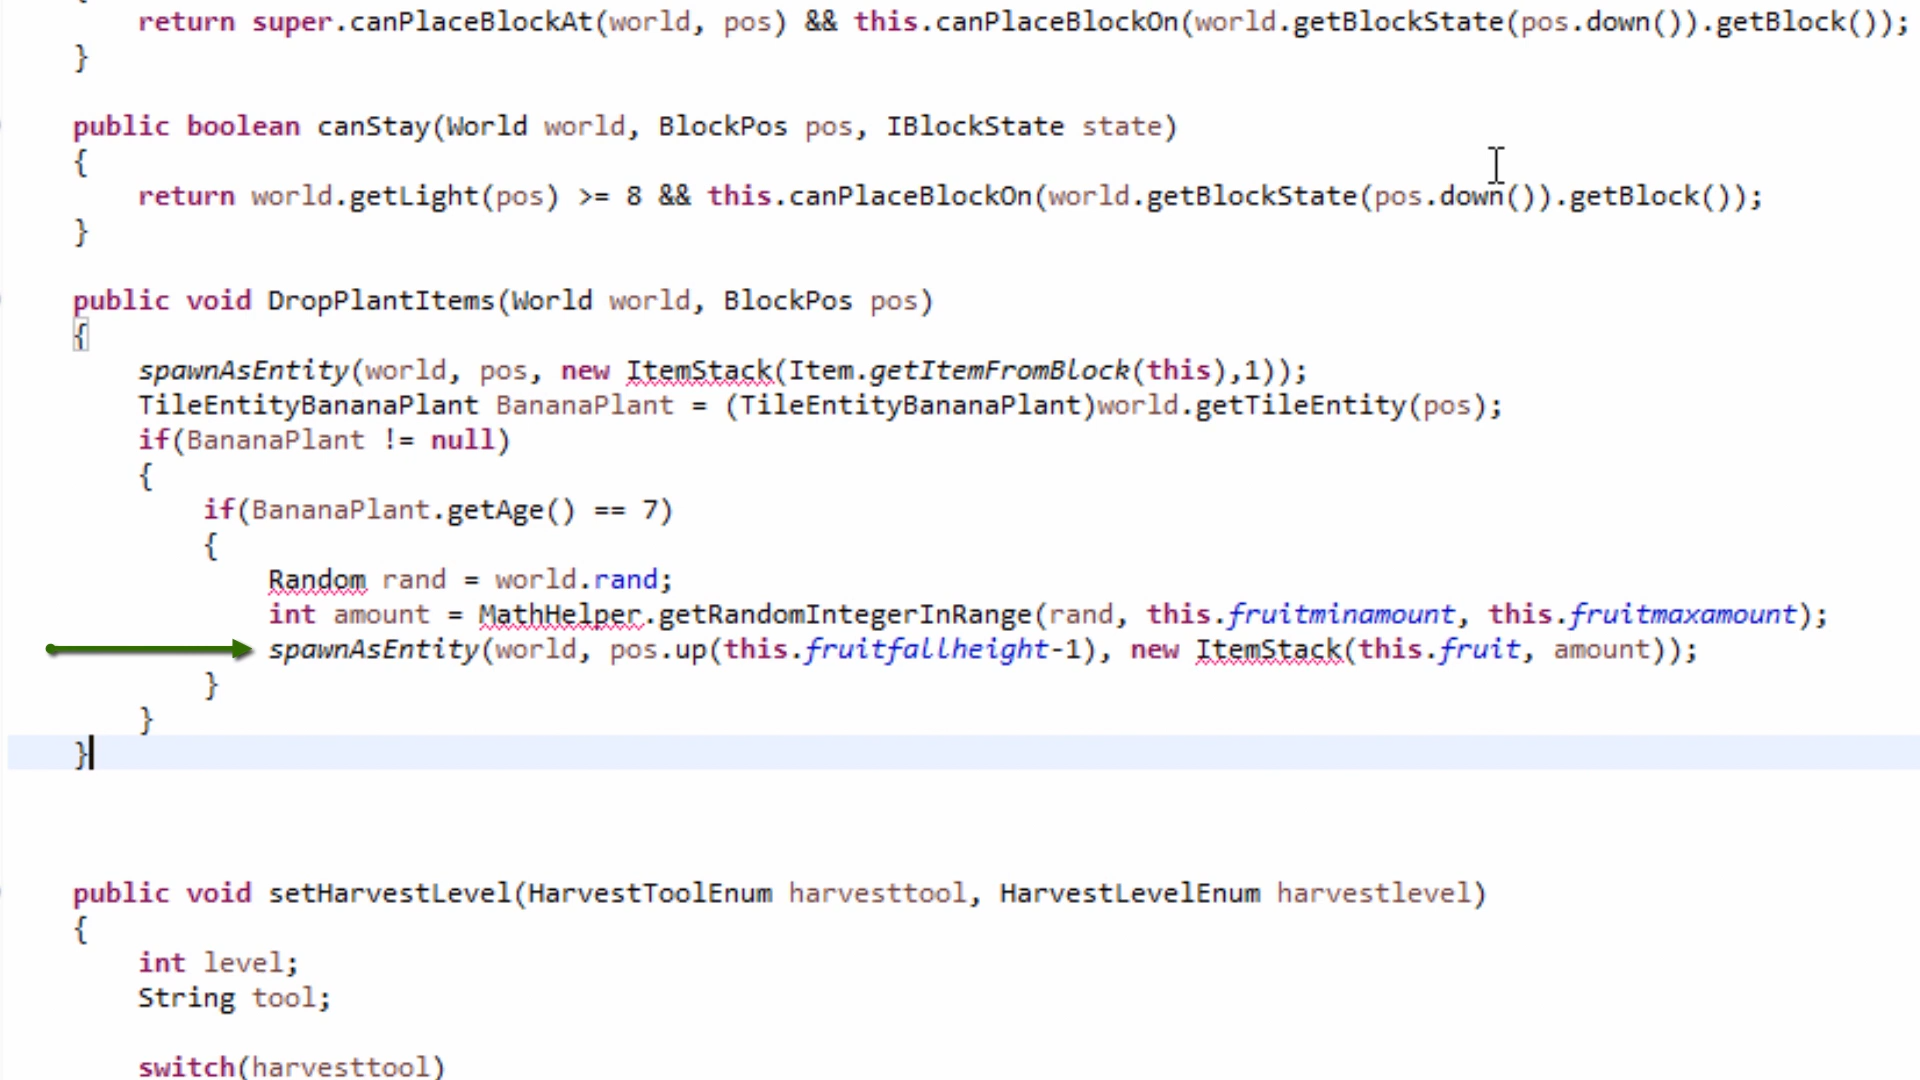 {
return super.canPlaceBlockAt(world, pos) && this.canPlaceBlockOn(world.getBlockState(pos.down()).getBlock());
}
public boolean canStay(World world, BlockPos pos, IBlockState state)
{
return world.getLight(pos) >= 8 && this.canPlaceBlockOn(world.getBlockState(pos.down()).getBlock());
}
public void DropPlantItems(World world, BlockPos pos)
{
spawnAsEntity(world, pos, new ItemStack(Item.getItemFromBlock(this),1));
TileEntityBananaPlant BananaPlant = (TileEntityBananaPlant)world.getTileEntity(pos);
if(BananaPlant != null)
{
if(BananaPlant.getAge() == 7)
{
Random rand = world.rand;
int amount = MathHelper.getRandomIntegerInRange(rand, this.fruitminamount, this.fruitmaxamount);
spawnAsEntity(world, pos.up(this.fruitfallheight-1), new ItemStack(this.fruit, amount));
}
}
}
public void setHarvestLevel(HarvestToolEnum harvesttool, HarvestLevelEnum harvestlevel)
{
int level;
String tool;
switch(harvesttool)